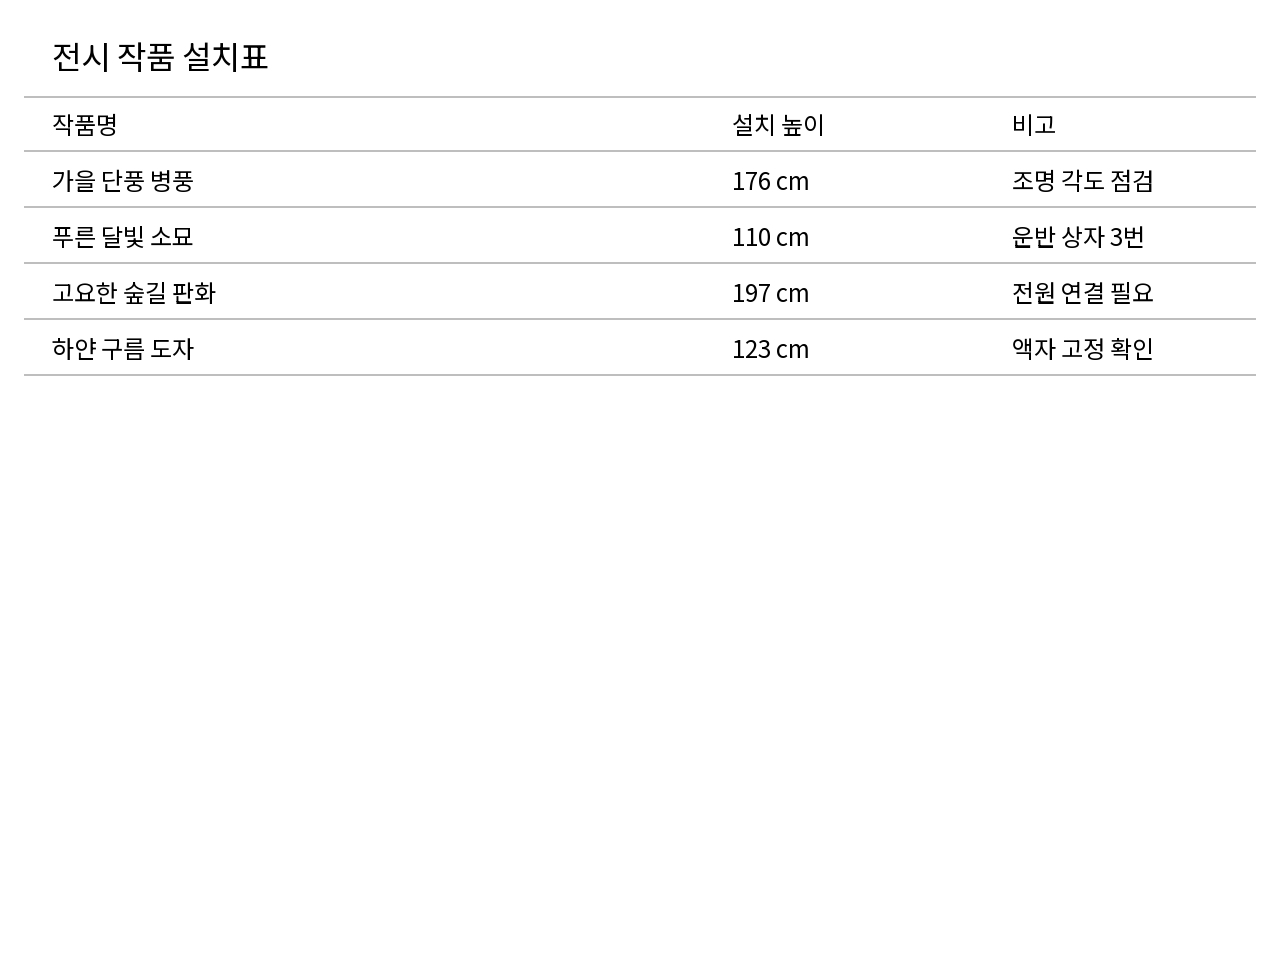 전시 작품 설치표
작품명 설치 높이 비고
가을 단풍 병풍 176 cm 조명 각도 점검
푸른 달빛 소묘 110 cm 운반 상자 3번
고요한 숲길 판화 197 cm 전원 연결 필요
하얀 구름 도자 123 cm 액자 고정 확인